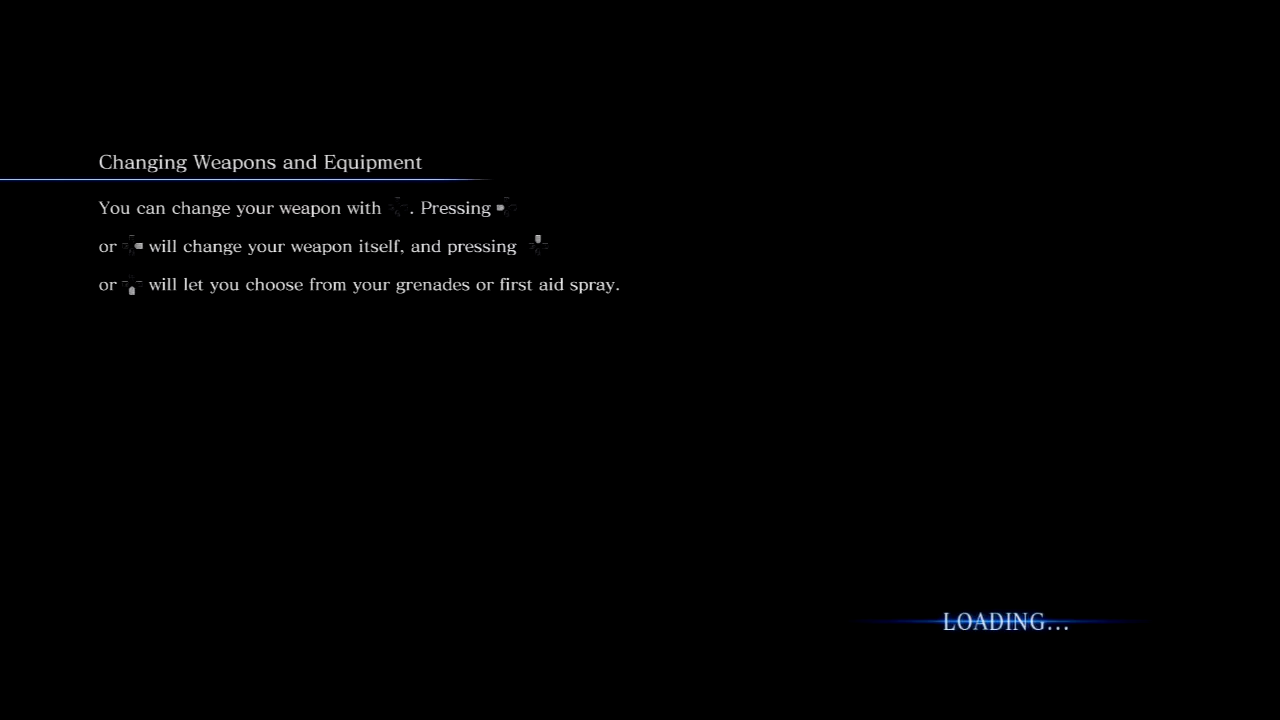 Changing Weapons and Equipment
You can change your weapon with . Pressing
or will change your weapon itself, and pressing
or will let you choose from your grenades or first aid spray.
LOADING...